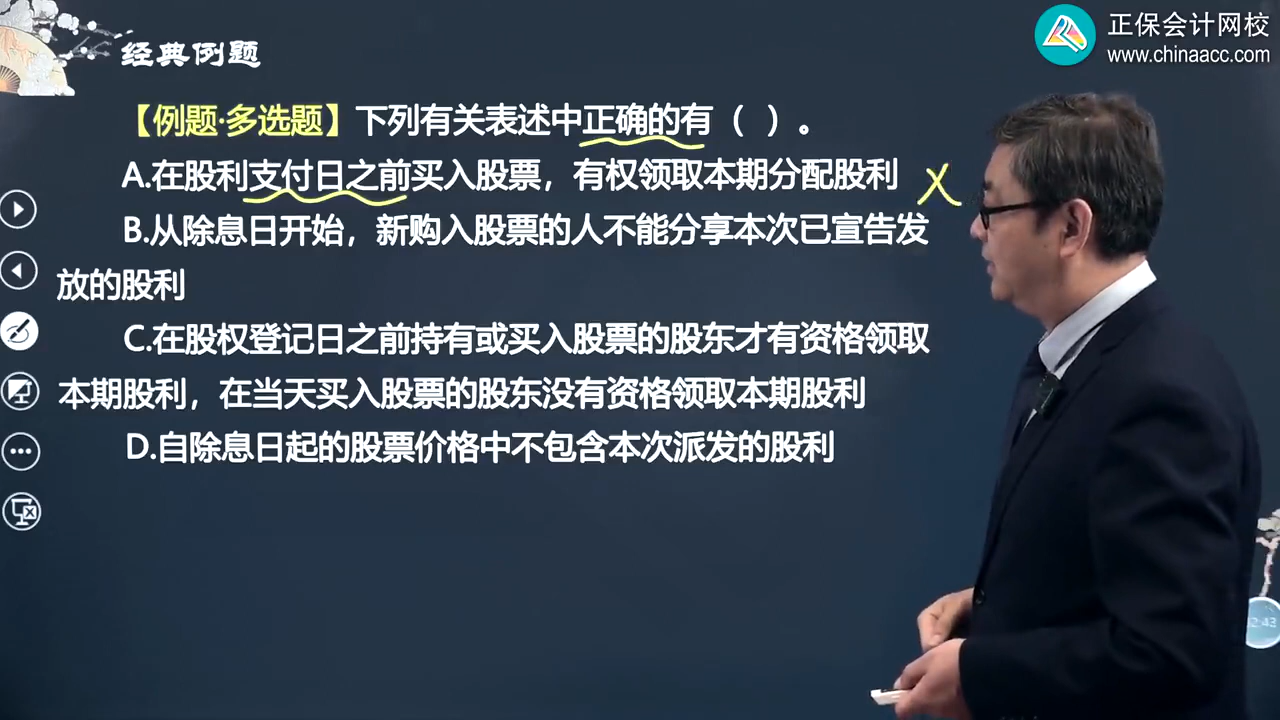 正保会计网校
www.chinaacc.com
经典例题
【例题·多选题】下列有关表述中正确的有（ ）。
A.在股利支付日之前买入股票，有权领取本期分配股利 X
B.从除息日开始，新购入股票的人不能分享本次已宣告发
放的股利
C.在股权登记日之前持有或买入股票的股东才有资格领取
本期股利，在当天买入股票的股东没有资格领取本期股利
D.自除息日起的股票价格中不包含本次派发的股利